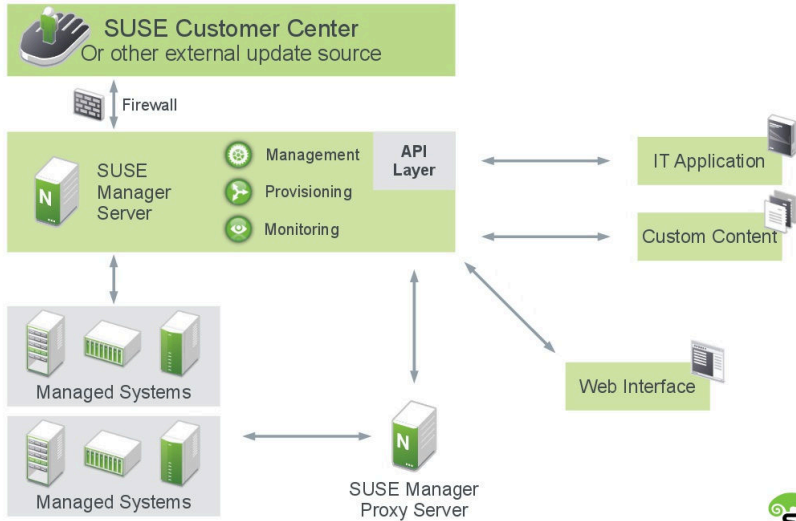 SUSE Customer Center
Or other external update source
Firewall
SUSE
Manager
Server
N
Management
Provisioning
Monitoring
API
Layer
IT Application
Custom Content
Web Interface
Managed Systems
Managed Systems
N
SUSE Manager
Proxy Server